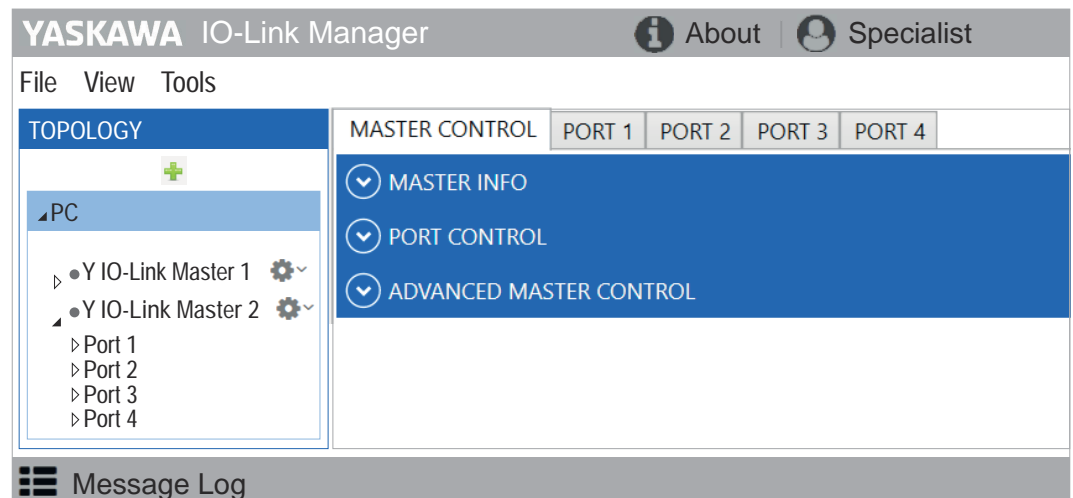 YASKAWA IO-Link Manager About Specialist
File View Tools
TOPOLOGY
PC
Y IO-Link Master 1
Y IO-Link Master 2
Port 1
Port 2
Port 3
Port 4
MASTER CONTROL PORT 1 PORT 2 PORT 3 PORT 4
MASTER INFO
PORT CONTROL
ADVANCED MASTER CONTROL
Message Log